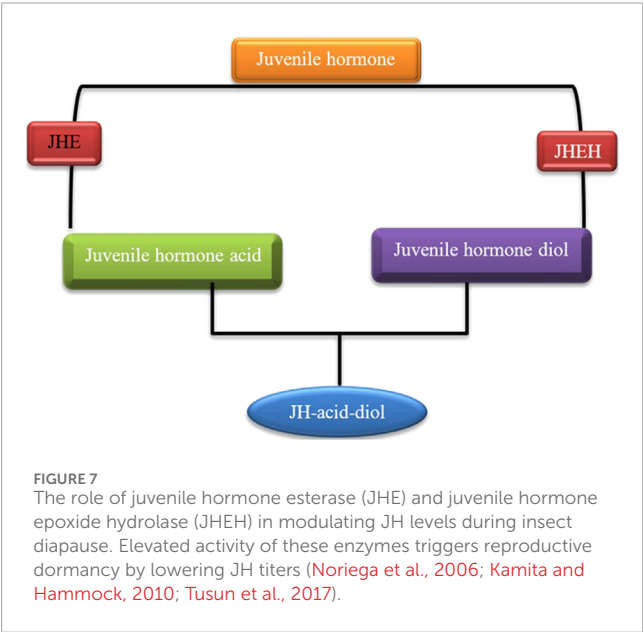 Juvenile hormone
JHE
JHEH
Juvenile hormone acid
Juvenile hormone diol
JH-acid-diol
FIGURE 7
The role of juvenile hormone esterase (JHE) and juvenile hormone
epoxide hydrolase (JHEH) in modulating JH levels during insect
diapause. Elevated activity of these enzymes triggers reproductive
dormancy by lowering JH titers (Noriega et al., 2006; Kamita and
Hammock, 2010; Tusun et al., 2017).